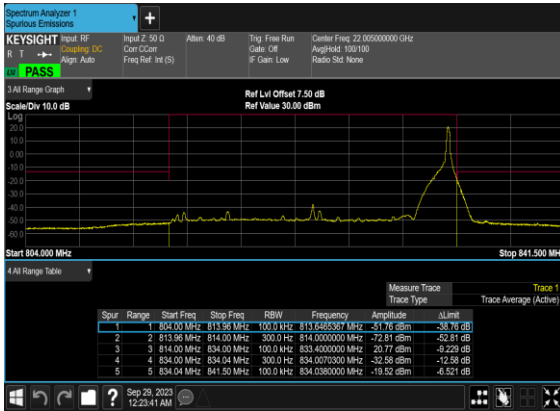 Spectrum Analyzer 1
Spurious Emissions
+
KEYSIGHT Input: RF Input Z: 50 Ω Atten: 40 dB Trig: Free Run Center Freq: 22.005000000 GHz
R T Coupling: DC Corr CCorr Gate: Off Avg|Hold: 100/100
Align: Auto Freq Ref: Int (S) IF Gain: Low Radio Std: None
PASS
3 All Range Graph
Ref Lvl Offset 7.50 dB
Scale/Div 10.0 dB Ref Value 30.00 dBm
Log
20.0
10.0
0.00
-10.0
-20.0
-30.0
-40.0
-50.0
-60.0
Start 804.000 MHz Stop 841.500 MH
4 All Range Table
Measure Trace Trace 1
Trace Type Trace Average (Active)
Spur Range Start Freq Stop Freq RBW Frequency Amplitude ΔLimit
1 1 804.00 MHz 813.96 MHz 100.0 kHz 813.6465367 MHz -51.76 dBm -38.76 dB
2 2 813.96 MHz 814.00 MHz 300.0 Hz 814.0000000 MHz -72.81 dBm -52.81 dB
3 3 814.00 MHz 834.00 MHz 100.0 kHz 833.4000000 MHz 20.77 dBm -9.229 dB
4 4 834.00 MHz 834.04 MHz 300.0 Hz 834.0070300 MHz -32.58 dBm -12.58 dB
5 5 834.04 MHz 841.50 MHz 100.0 kHz 834.0380000 MHz -19.52 dBm -6.521 dB
?
Sep 29, 2023
12:23:41 AM